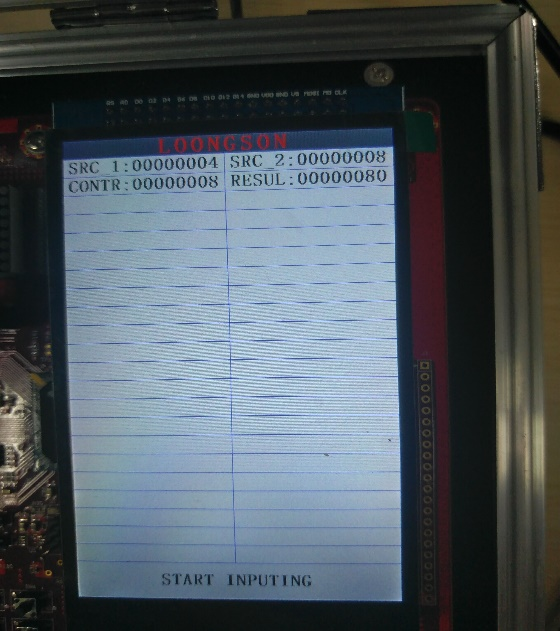 LOONGSON
SRC_1:00000004 SRC_2:00000008
CONTR:00000008 RESUL:00000080
START INPUTING